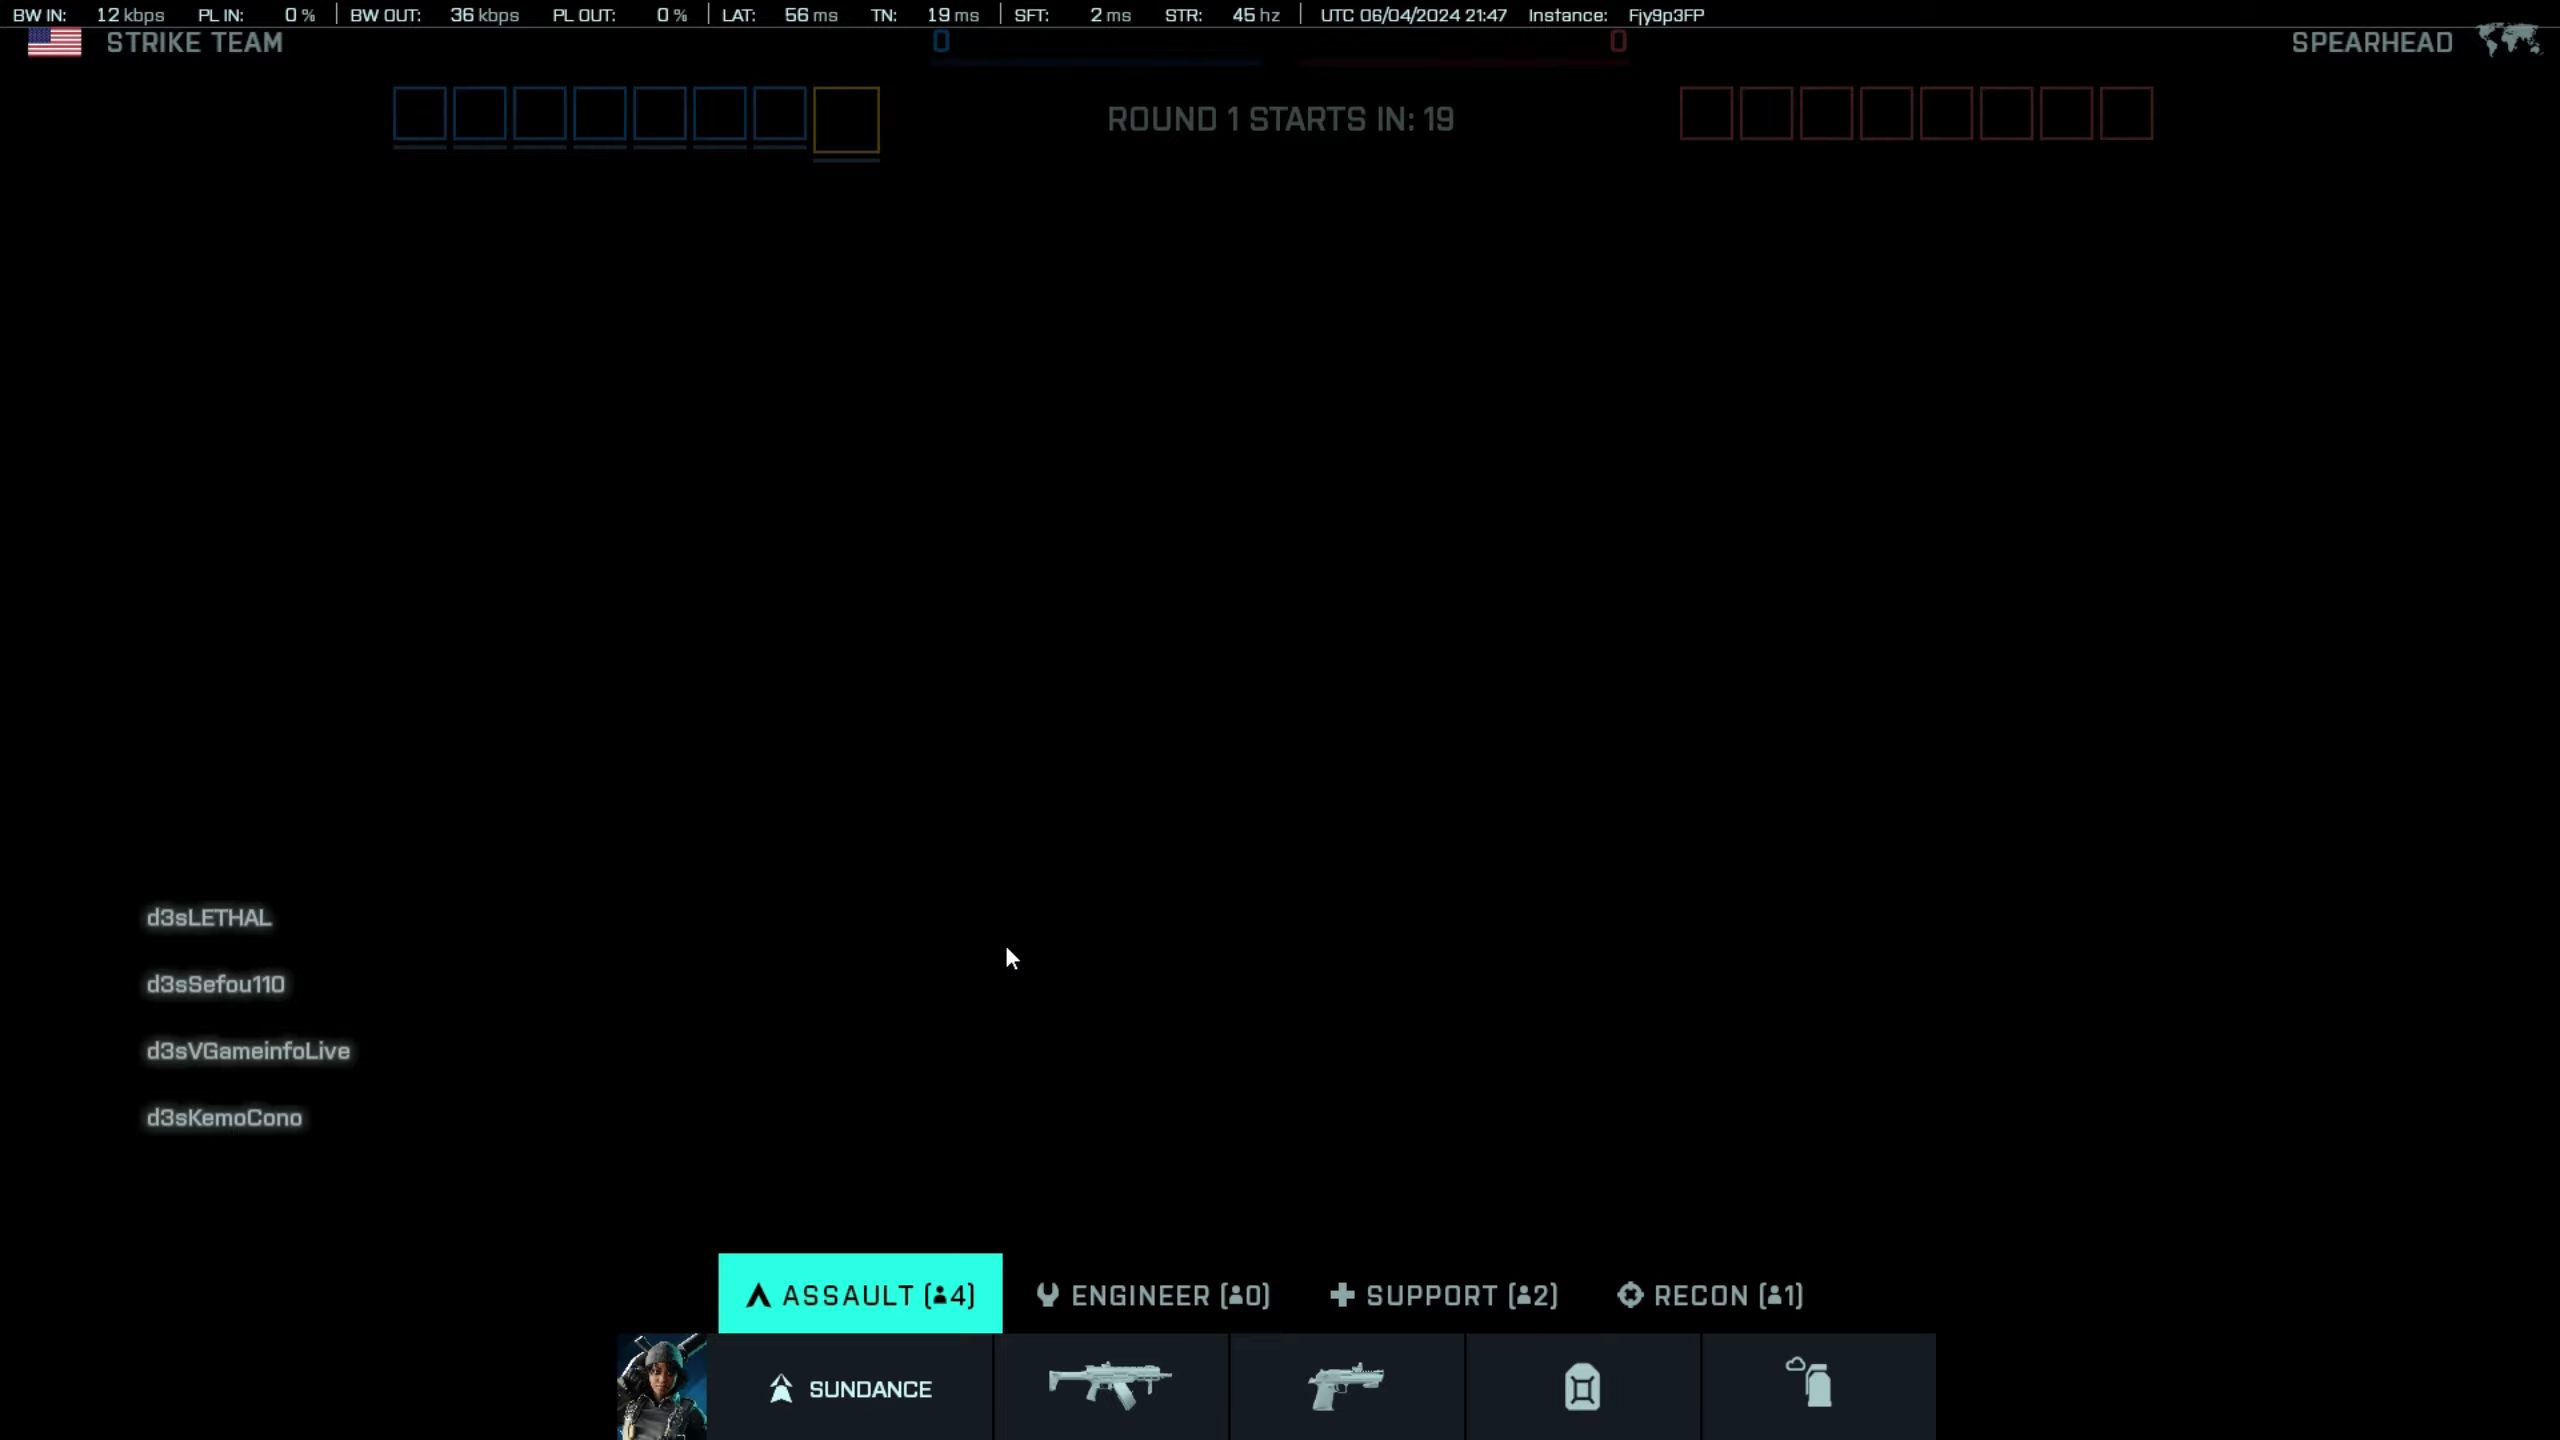 BW IN: 12 kbps PL IN: 0 % BW OUT: 36 kbps PL OUT: 0 % LAT: 56 ms TN: 19 ms SFT: 2 ms STR: 45 hz UTC 06/04/2024 21:47 Instance: Fjy9p3FP
STRIKE TEAM 0 0 SPEARHEAD
ROUND 1 STARTS IN: 19
d3sLETHAL
d3sSefou110
d3sVGameinfoLive
d3sKemoCono
ASSAULT (4) ENGINEER (0) SUPPORT (2) RECON (1)
SUNDANCE